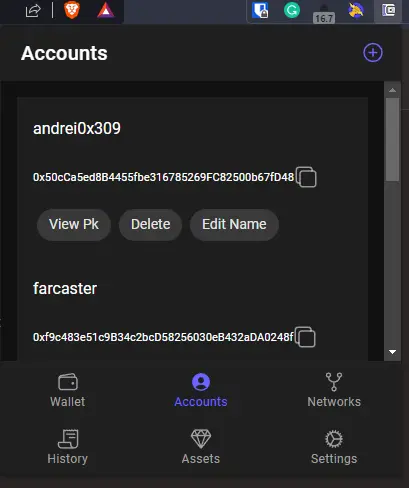 16.7
Accounts
andrei0x309
0x50cCa5ed8B4455fbe316785269FC82500b67fD48
View Pk
Delete
Edit Name
farcaster
0xf9c483e51c9B34c2bcD58256030eB432aDA0248f
Wallet
Accounts
Networks
History
Assets
Settings